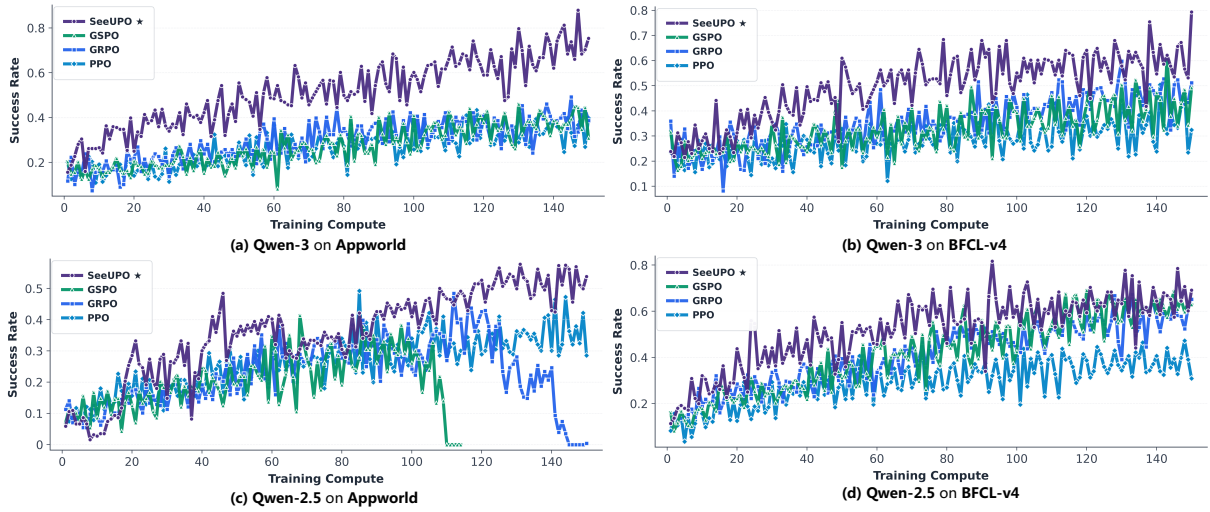 SeeUPO ★
GSPO
GRPO
PPO
Success Rate
0.8
0.6
0.4
0.2
0 20 40 60 80 100 120 140
Training Compute
(a) Qwen-3 on Appworld
SeeUPO ★
GSPO
GRPO
PPO
Success Rate
0.8
0.7
0.6
0.5
0.4
0.3
0.2
0.1
0 20 40 60 80 100 120 140
Training Compute
(b) Qwen-3 on BFCL-v4
SeeUPO ★
GSPO
GRPO
PPO
Success Rate
0.5
0.4
0.3
0.2
0.1
0
0 20 40 60 80 100 120 140
Training Compute
(c) Qwen-2.5 on Appworld
SeeUPO ★
GSPO
GRPO
PPO
Success Rate
0.8
0.6
0.4
0.2
0 20 40 60 80 100 120 140
Training Compute
(d) Qwen-2.5 on BFCL-v4